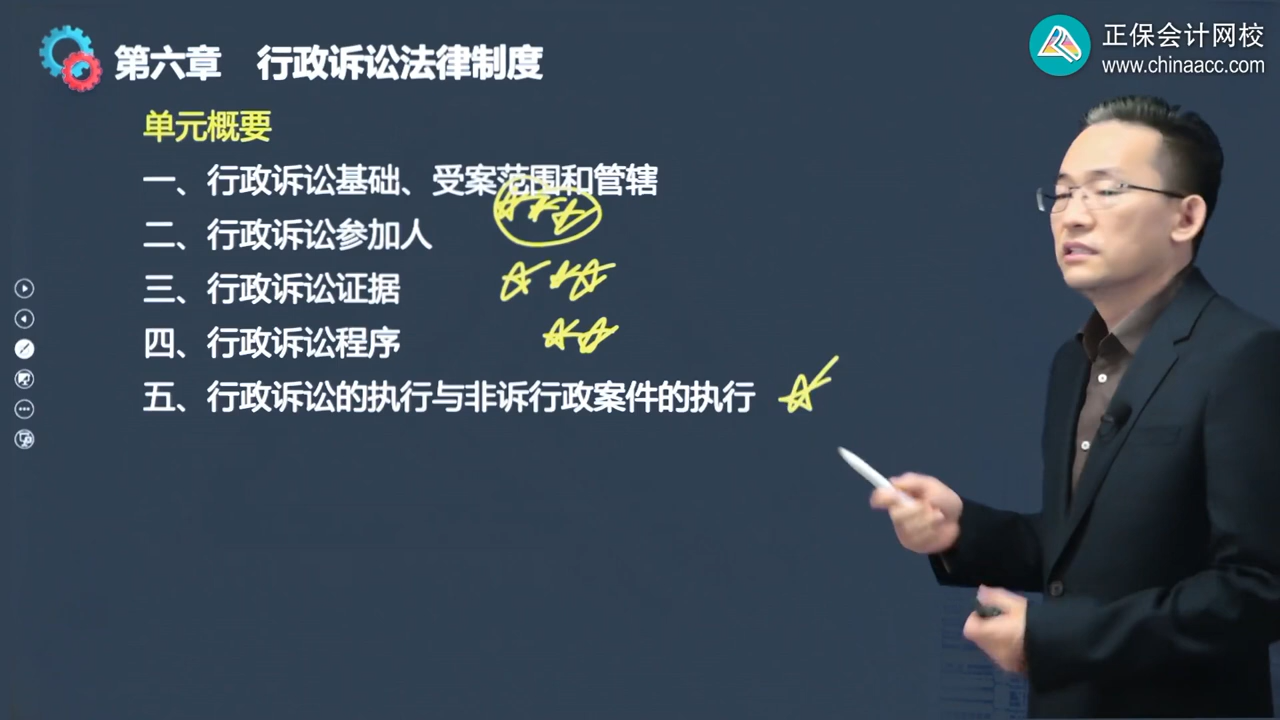 第六章 行政诉讼法律制度
正保会计网校
www.chinaacc.com
单元概要
一、行政诉讼基础、受案范围和管辖
二、行政诉讼参加人
三、行政诉讼证据
四、行政诉讼程序
五、行政诉讼的执行与非诉行政案件的执行